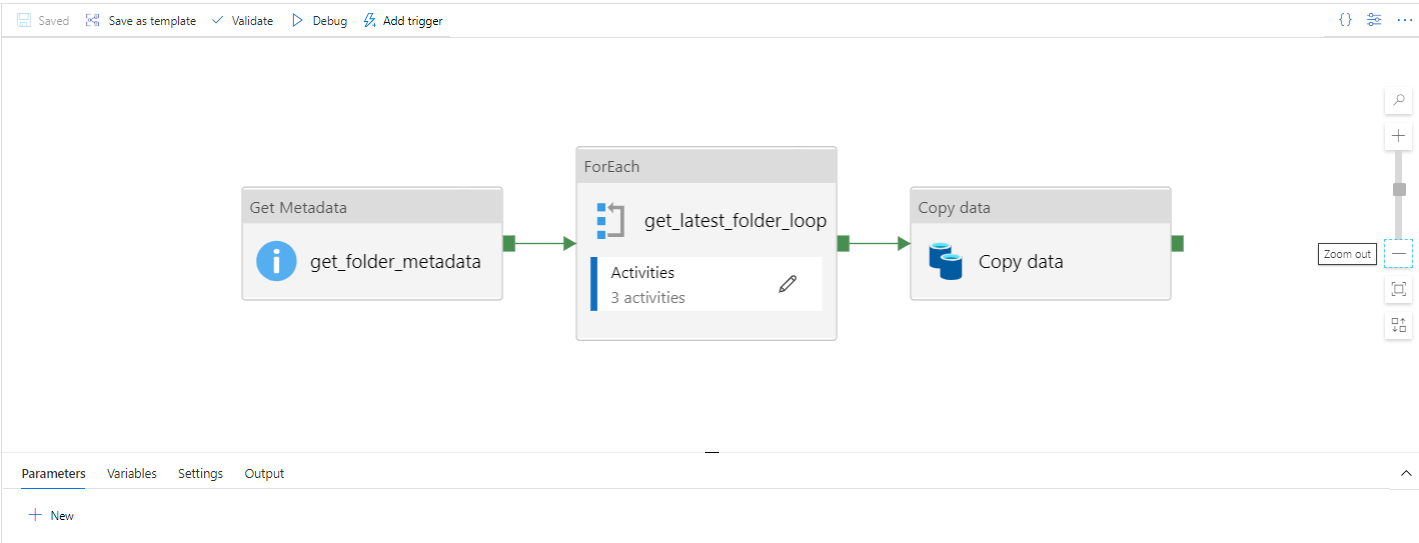 Saved Save as template Validate Debug Add trigger {}
Get Metadata
get_folder_metadata
ForEach
get_latest_folder_loop
Activities
3 activities
Copy data
Copy data
Zoom out
Parameters Variables Settings Output
New